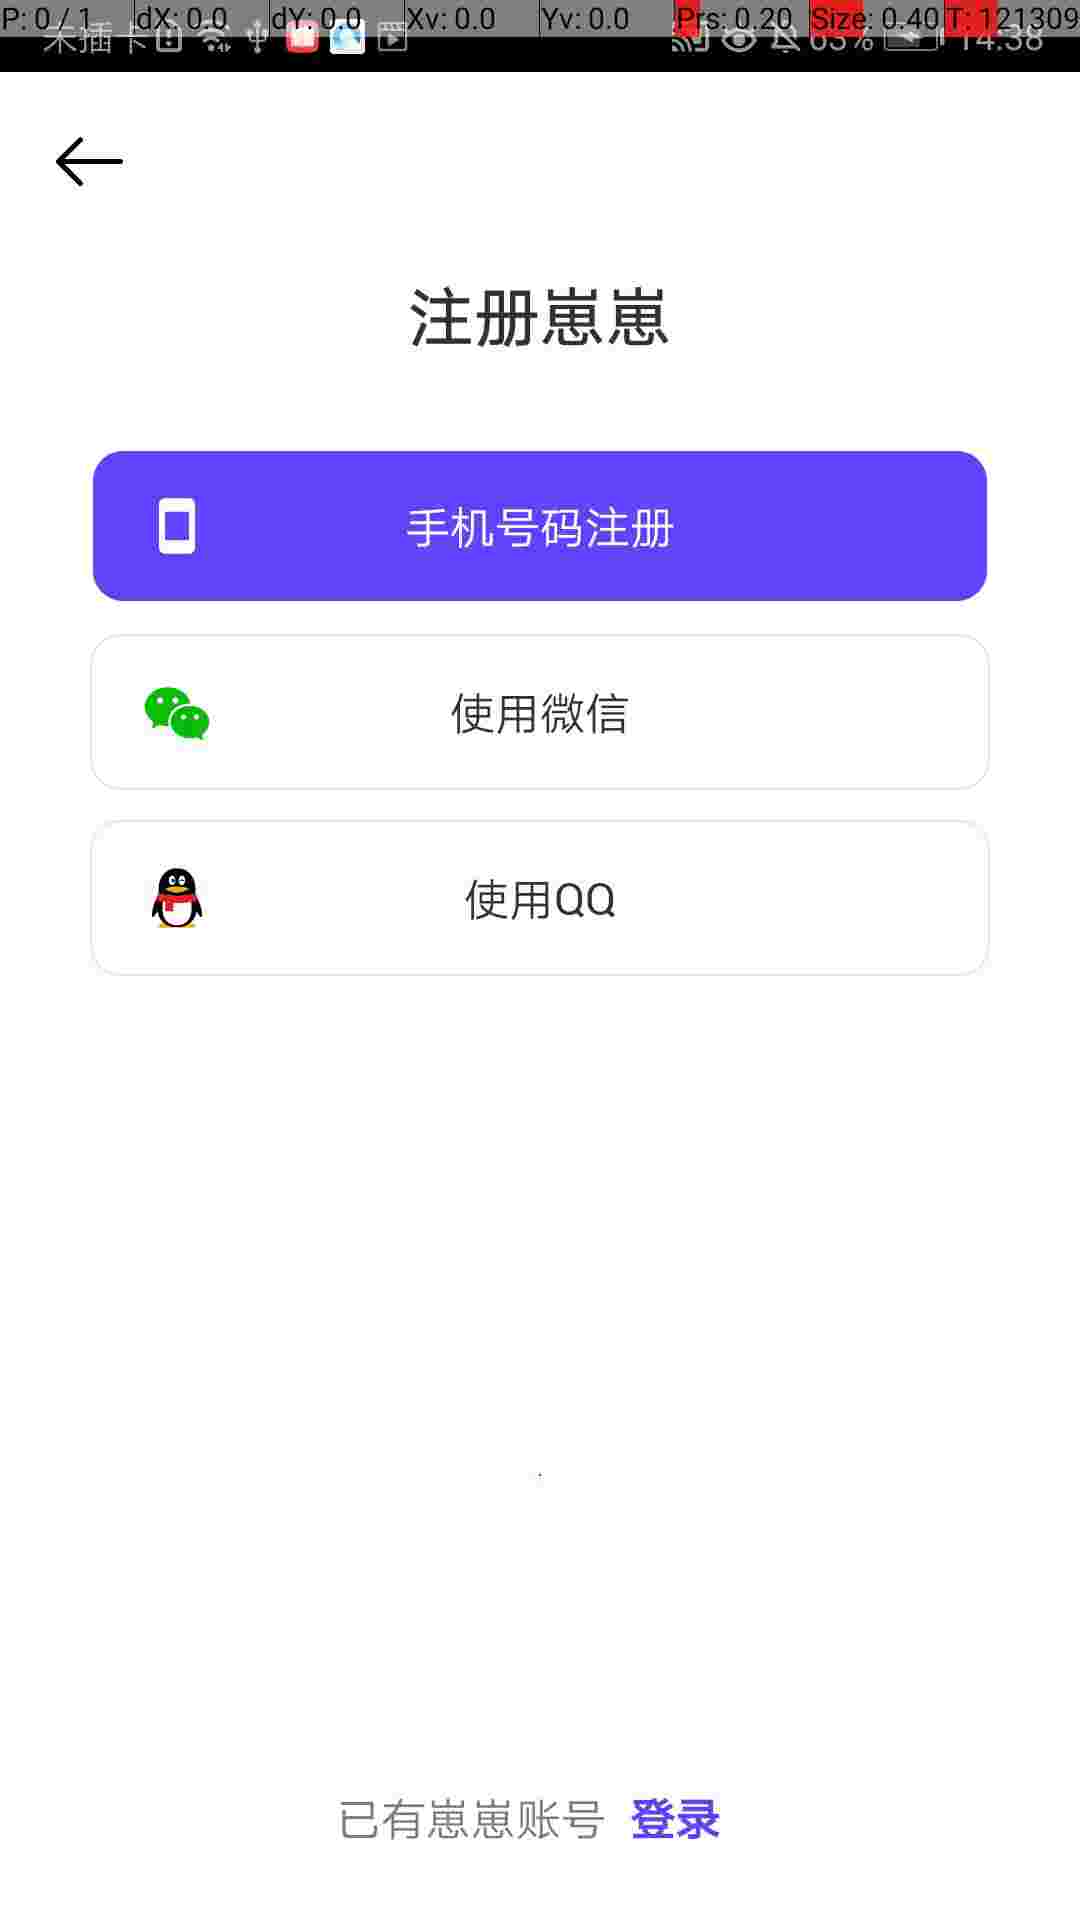 P: 0 / 1 dX: 0.0 dY: 0.0 Xv: 0.0 Yv: 0.0 Prs: 0.20 Size: 0.40 T: 121309
未插卡 63% 14:38
注册崽崽
手机号码注册
使用微信
使用QQ
已有崽崽账号 登录